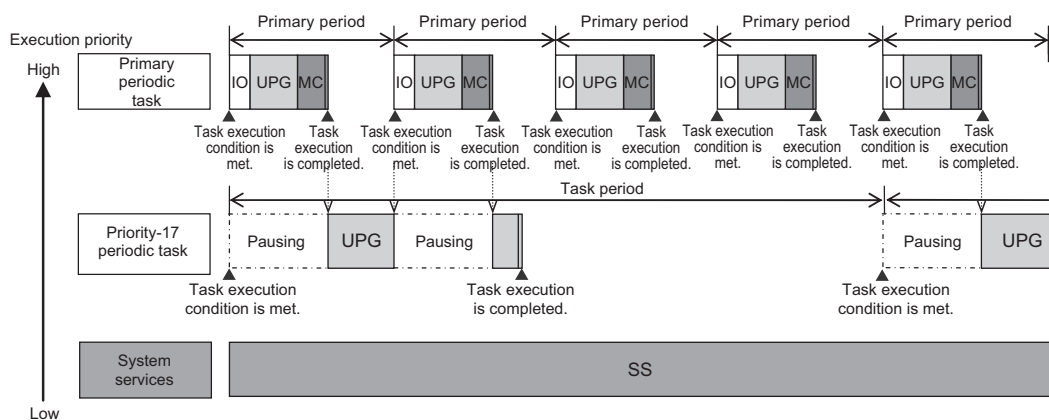 Primary period
Primary period
Primary period
Primary period
Primary period
Execution priority
High
Primary
periodic
task
IO
UPG
MC
IO
UPG
MC
IO
UPG
MC
IO
UPG
MC
IO
UPG
MC
Task execution
condition is
met.
Task
execution
is completed.
Task execution
condition is
met.
Task
execution
is completed.
Task execution
condition is
met.
Task
execution
is completed.
Task execution
condition is
met.
Task
execution
is completed.
Task execution
condition is
met.
Task
execution
is completed.
Task period
Priority-17
periodic task
Pausing
UPG
Pausing
Pausing
UPG
Task execution
condition is met.
Task execution
is completed.
Task execution
condition is met.
System
services
SS
Low